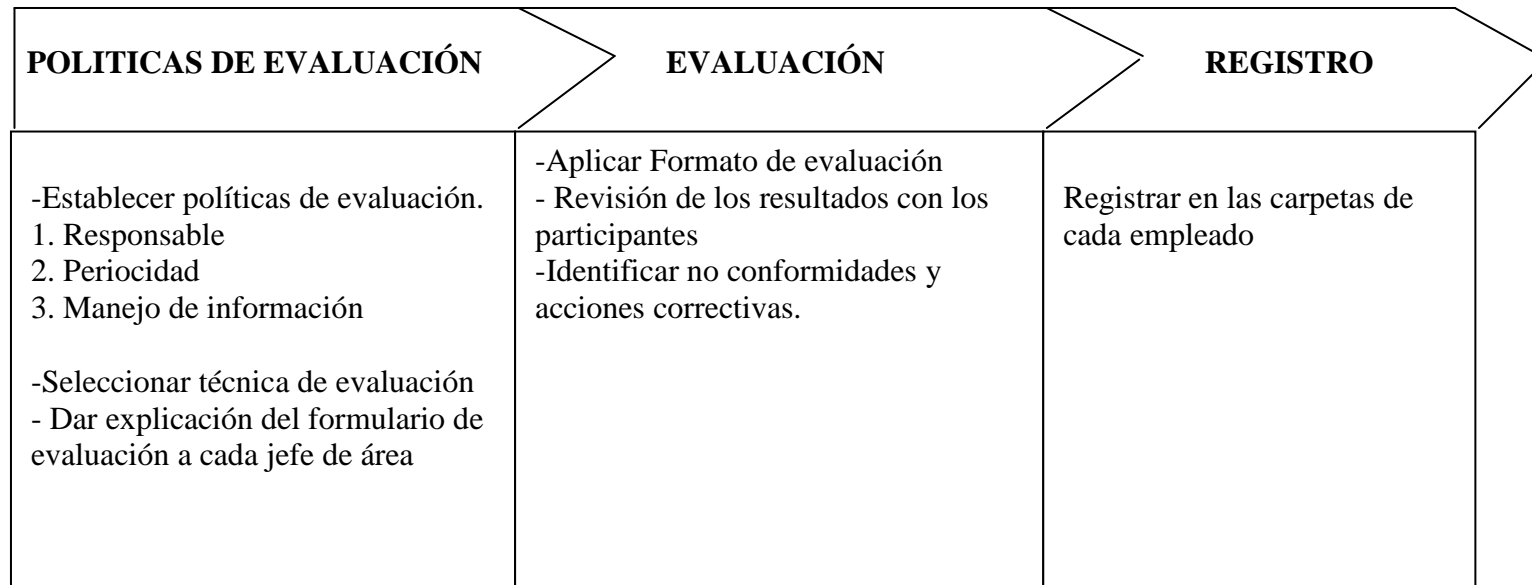 POLITICAS DE EVALUACIÓN
EVALUACIÓN
REGISTRO
-Establecer políticas de evaluación.
1. Responsable
2. Periocidad
3. Manejo de información
-Seleccionar técnica de evaluación
- Dar explicación del formulario de
evaluación a cada jefe de área
-Aplicar Formato de evaluación
- Revisión de los resultados con los
participantes
-Identificar no conformidades y
acciones correctivas.
Registrar en las carpetas de
cada empleado